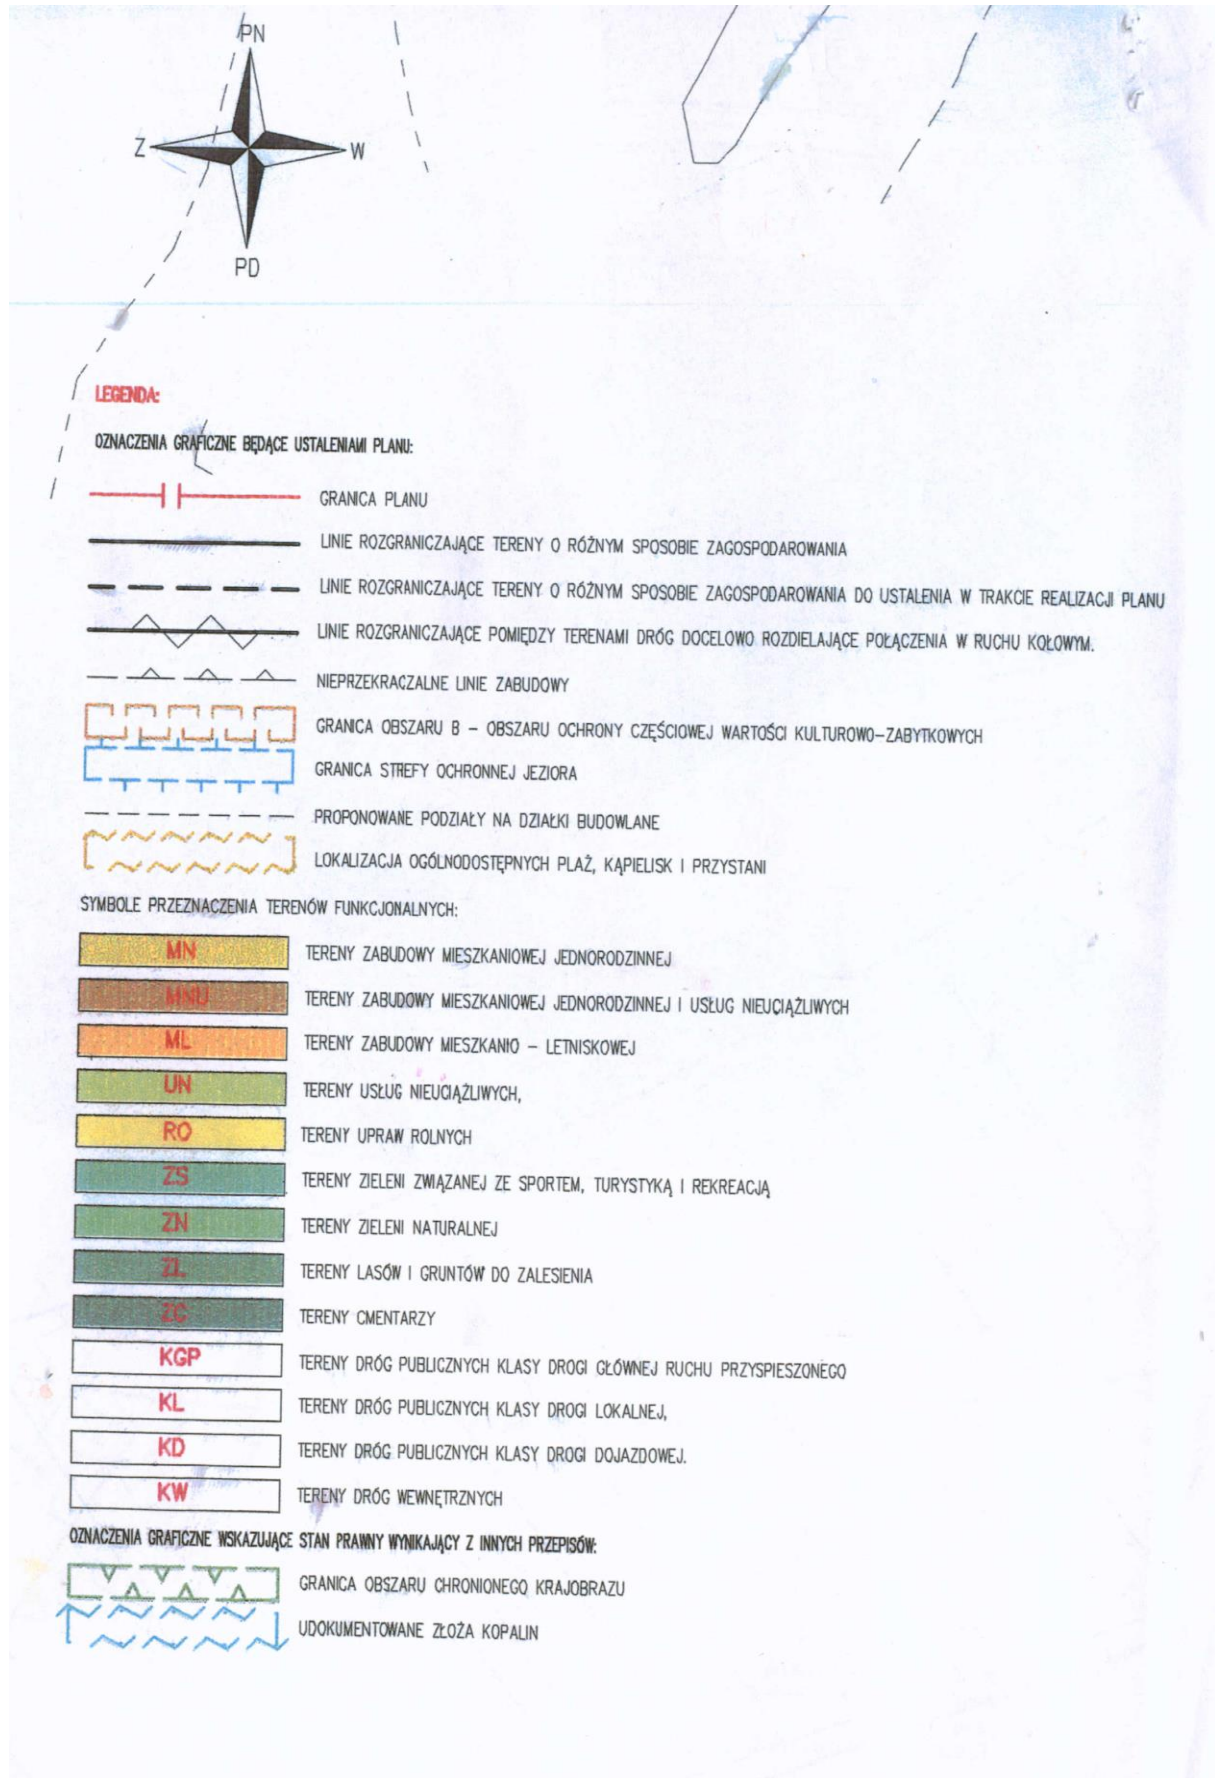 PN
Z
W
PD
LEGENDA:
OZNACZENIA GRAFICZNE BĘDĄCE USTALENIAMI PLANU:
GRANICA PLANU
LINIE ROZGRANICZAJĄCE TERENY O RÓŻNYM SPOSOBIE ZAGOSPODAROWANIA
LINIE ROZGRANICZAJĄCE TERENY O RÓŻNYM SPOSOBIE ZAGOSPODAROWANIA DO USTALENIA W TRAKCIE REALIZACJI PLANU
LINIE ROZGRANICZAJĄCE POMIĘDZY TERENAMI DRÓG DOCELOWO ROZDIELAJĄCE POŁĄCZENIA W RUCHU KOŁOWYM.
NIEPRZEKRACZALNE LINIE ZABUDOWY
GRANICA OBSZARU B – OBSZARU OCHRONY CZĘŚCIOWEJ WARTOŚCI KULTUROWO-ZABYTKOWYCH
GRANICA STREFY OCHRONNEJ JEZIORA
PROPONOWANE PODZIAŁY NA DZIAŁKI BUDOWLANE
LOKALIZACJA OGÓLNODOSTĘPNYCH PLAŻ, KĄPIELISK I PRZYSTANI
SYMBOLE PRZEZNACZENIA TERENÓW FUNKCJONALNYCH:
MN TERENY ZABUDOWY MIESZKANIOWEJ JEDNORODZINNEJ
MNU TERENY ZABUDOWY MIESZKANIOWEJ JEDNORODZINNEJ I USŁUG NIEUCIĄŻLIWYCH
ML TERENY ZABUDOWY MIESZKANIO – LETNISKOWEJ
UN TERENY USŁUG NIEUCIĄŻLIWYCH,
RO TERENY UPRAW ROLNYCH
ZS TERENY ZIELENI ZWIĄZANEJ ZE SPORTEM, TURYSTYKĄ I REKREACJĄ
ZN TERENY ZIELENI NATURALNEJ
ZL TERENY LASÓW I GRUNTÓW DO ZALESIENIA
ZC TERENY CMENTARZY
KGP TERENY DRÓG PUBLICZNYCH KLASY DROGI GŁÓWNEJ RUCHU PRZYSPIESZONEGO
KL TERENY DRÓG PUBLICZNYCH KLASY DROGI LOKALNEJ,
KD TERENY DRÓG PUBLICZNYCH KLASY DROGI DOJAZDOWEJ.
KW TERENY DRÓG WEWNĘTRZNYCH
OZNACZENIA GRAFICZNE WSKAZUJĄCE STAN PRAWNY WYNIKAJĄCY Z INNYCH PRZEPISÓW:
GRANICA OBSZARU CHRONIONEGO KRAJOBRAZU
UDOKUMENTOWANE ZŁOŻA KOPALIN